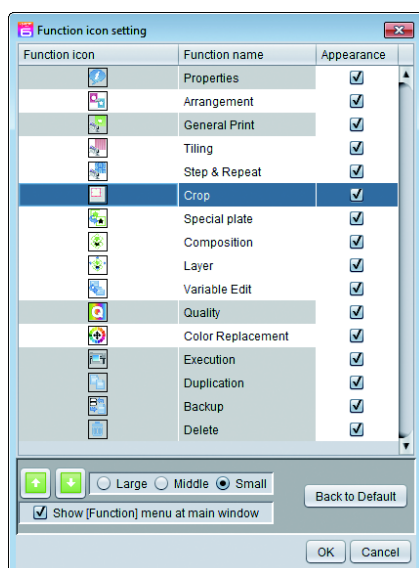 Function icon setting
Function icon Function name Appearance
Properties
Arrangement
General Print
Tiling
Step & Repeat
Crop
Special plate
Composition
Layer
Variable Edit
Quality
Color Replacement
Execution
Duplication
Backup
Delete
Large Middle Small
Back to Default
Show [Function] menu at main window
OK Cancel